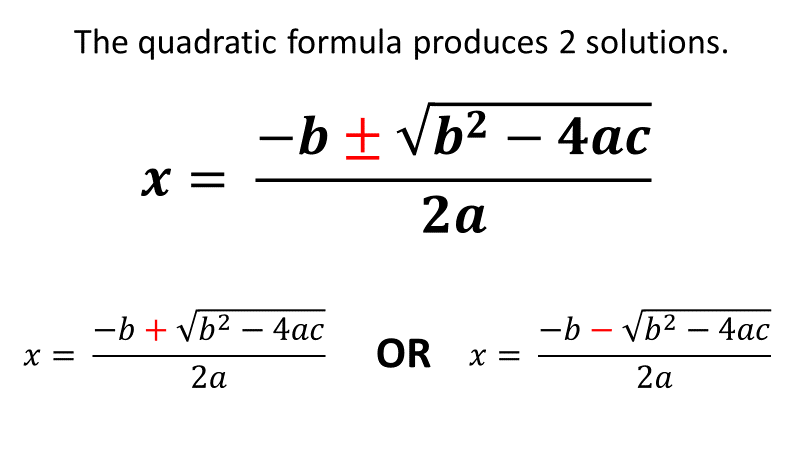 The quadratic formula produces 2 solutions.
x = −b ± √b² − 4ac / 2a
x = −b + √b² − 4ac / 2a OR x = −b − √b² − 4ac / 2a